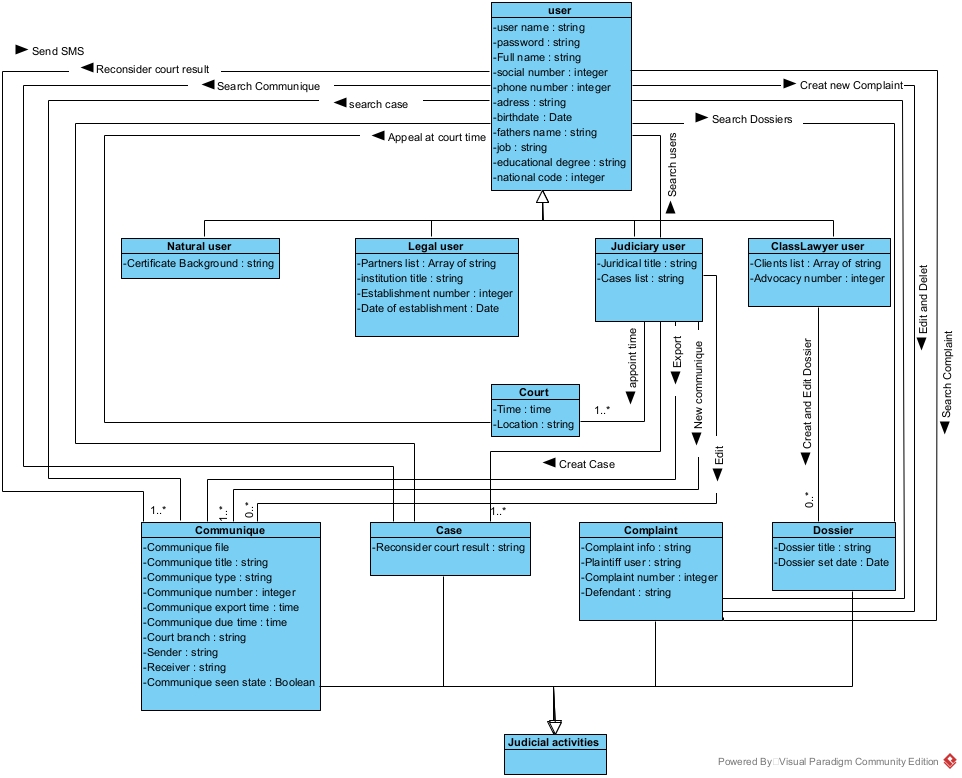 user
-user name : string
-password : string
-Full name : string
-social number : integer
-phone number : integer
-adress : string
-birthdate : Date
-fathers name : string
-job : string
-educational degree : string
-national code : integer
Send SMS
Reconsider court result
Search Communique
search case
Appeal at court time
Creat new Complaint
Search Dossiers
Search users
Natural user
-Certificate Background : string
Legal user
-Partners list : Array of string
-institution title : string
-Establishment number : integer
-Date of establishment : Date
Judiciary user
-Juridical title : string
-Cases list : string
ClassLawyer user
-Clients list : Array of string
-Advocacy number : integer
Edit and Delet
Search Complaint
appoint time
Export
New communique
Edit
Creat and Edit Dossier
Court
-Time : time
-Location : string
1..*
Creat Case
1..*
1..*
0..*
1..*
0..*
Communique
-Communique file
-Communique title : string
-Communique type : string
-Communique number : integer
-Communique export time : time
-Communique due time : time
-Court branch : string
-Sender : string
-Receiver : string
-Communique seen state : Boolean
Case
-Reconsider court result : string
Complaint
-Complaint info : string
-Plaintiff user : string
-Complaint number : integer
-Defendant : string
Dossier
-Dossier title : string
-Dossier set date : Date
Judicial activities
Powered By Visual Paradigm Community Edition